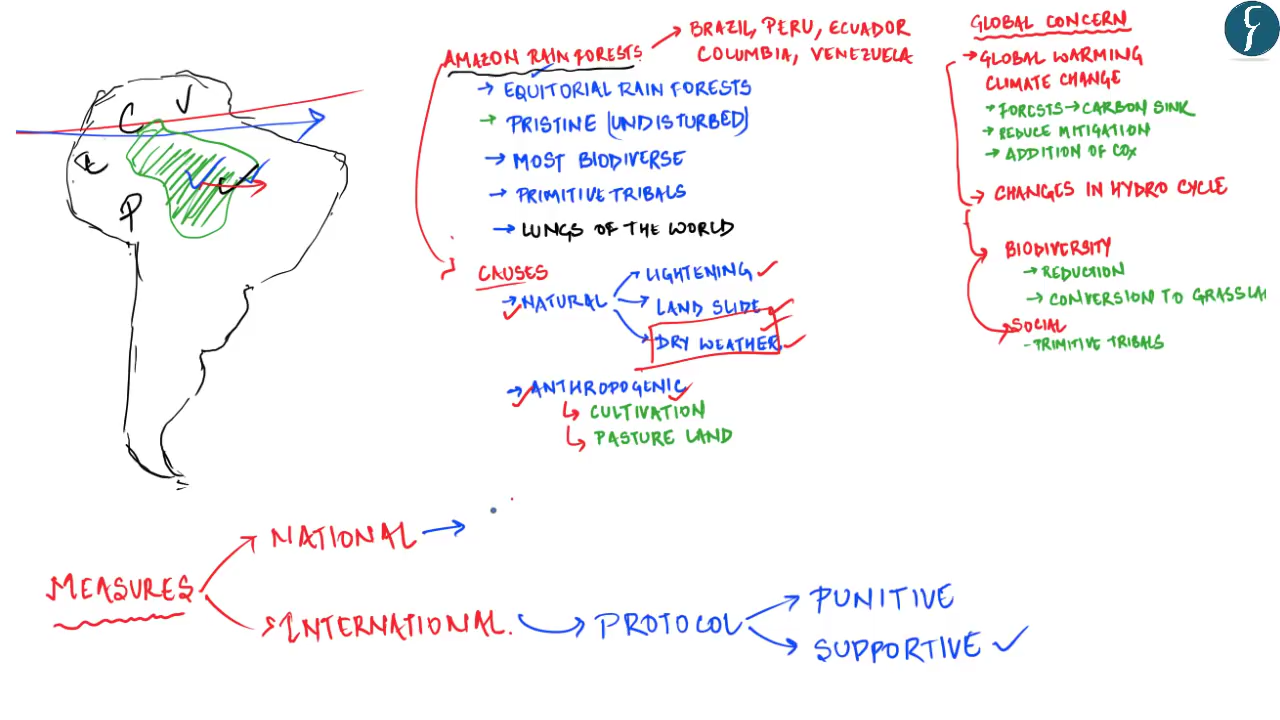 AMAZON RAIN FORESTS → BRAZIL, PERU, ECUADOR
COLUMBIA, VENEZUELA
→ EQUITORIAL RAIN FORESTS
→ PRISTINE (UNDISTURBED)
→ MOST BIODIVERSE
→ PRIMITIVE TRIBALS
→ LUNGS OF THE WORLD
CAUSES
→ NATURAL
LIGHTENING ✓
LAND SLIDE ✓
DRY WEATHER ✓
→ ANTHROPOGENIC ✓
↳ CULTIVATION
↳ PASTURE LAND
GLOBAL CONCERN
→ GLOBAL WARMING
CLIMATE CHANGE
→ FORESTS → CARBON SINK
→ REDUCE MITIGATION
→ ADDITION OF COX
→ CHANGES IN HYDRO CYCLE
BIODIVERSITY
→ REDUCTION
→ CONVERSION TO GRASSLA
SOCIAL
- PRIMITIVE TRIBALS
C V
E
P
MEASURES
NATIONAL →
INTERNATIONAL. → PROTOCOL
PUNITIVE
SUPPORTIVE ✓